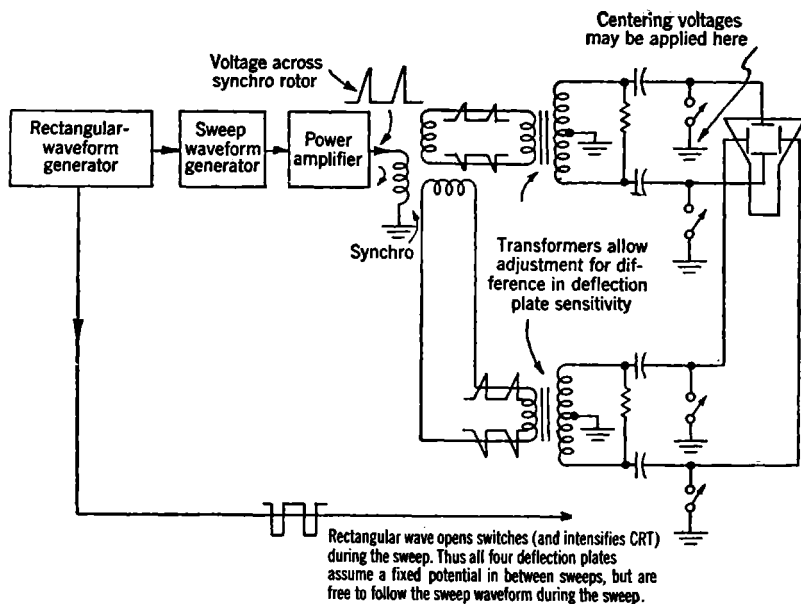 Centering voltages
may be applied here
Voltage across
synchro rotor
Rectangular-
waveform
generator
Sweep
waveform
generator
Power
amplifier
Synchro
Transformers allow
adjustment for dif-
ference in deflection
plate sensitivity
Rectangular wave opens switches (and intensifies CRT)
during the sweep. Thus all four deflection plates
assume a fixed potential in between sweeps, but are
free to follow the sweep waveform during the sweep.